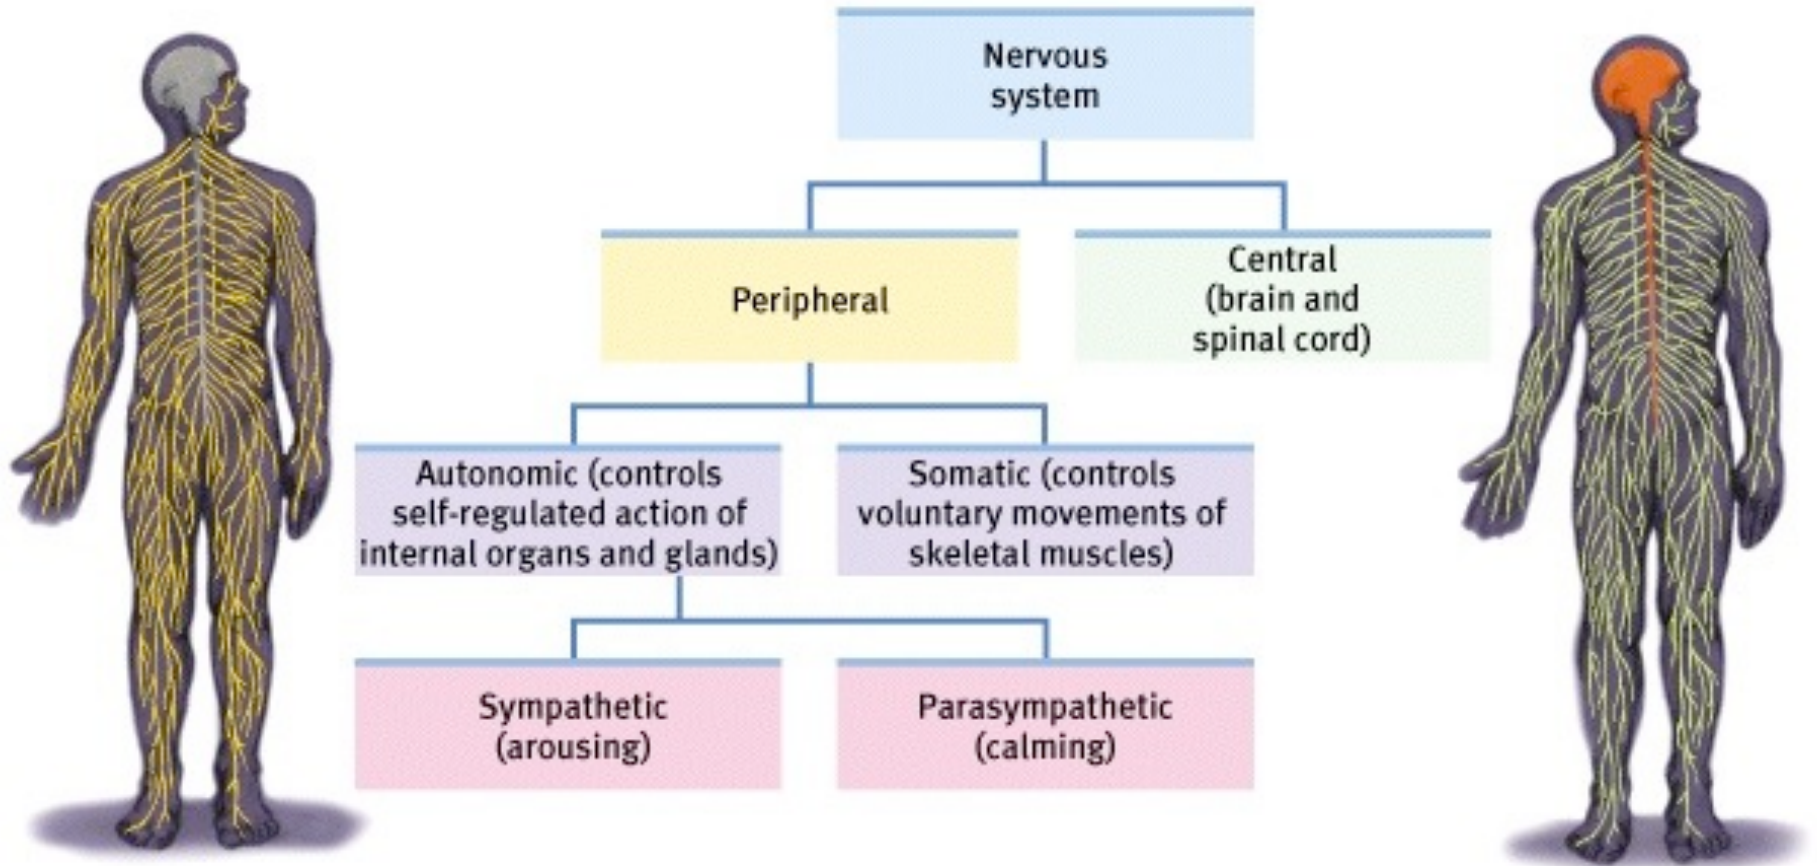 Nervous
system
Peripheral
Central
(brain and
spinal cord)
Autonomic (controls
self-regulated action of
internal organs and glands)
Somatic (controls
voluntary movements of
skeletal muscles)
Sympathetic
(arousing)
Parasympathetic
(calming)